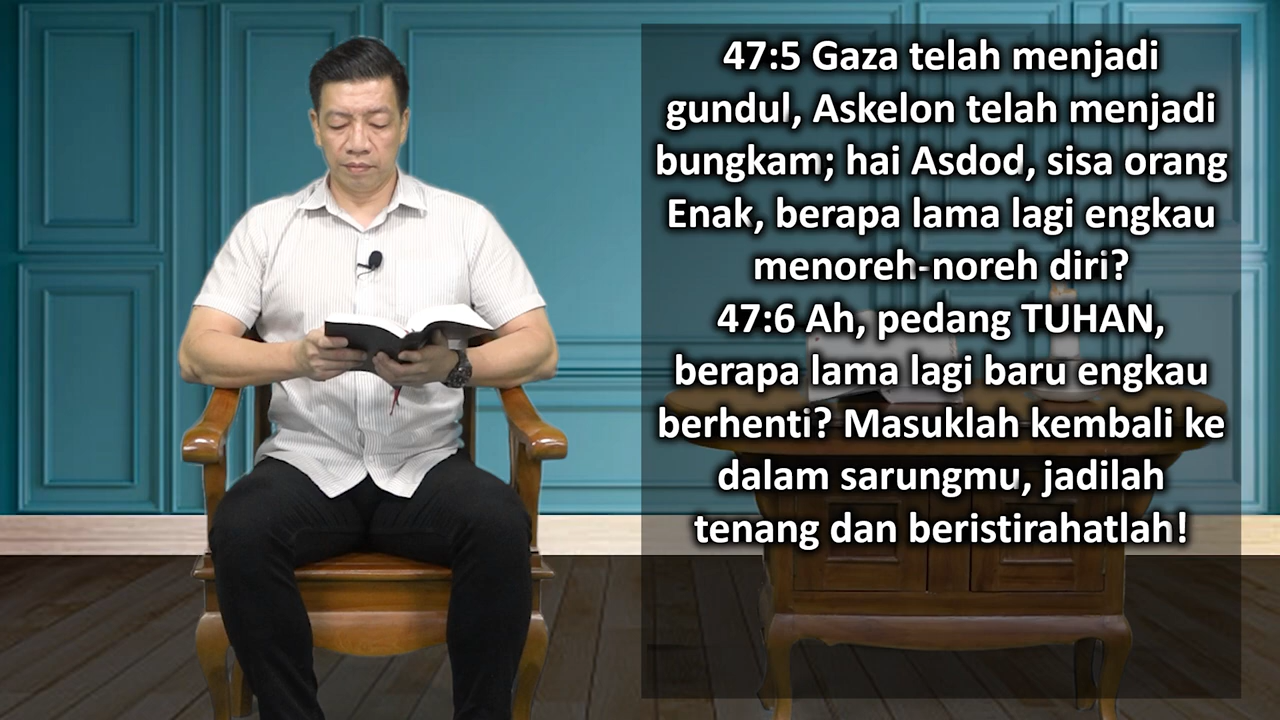 47:5 Gaza telah menjadi
gundul, Askelon telah menjadi
bungkam; hai Asdod, sisa orang
Enak, berapa lama lagi engkau
menoreh-noreh diri?
47:6 Ah, pedang TUHAN,
berapa lama lagi baru engkau
berhenti? Masuklah kembali ke
dalam sarungmu, jadilah
tenang dan beristirahatlah!